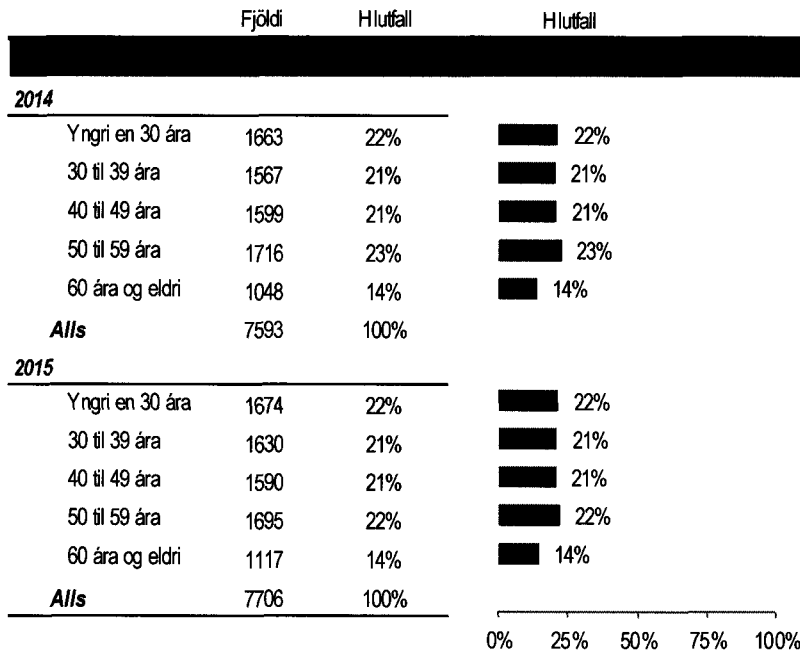 Fjöldi Hlutfall Hlutfall
2014
Yngri en 30 ára 1663 22% 22%
30 til 39 ára 1567 21% 21%
40 til 49 ára 1599 21% 21%
50 til 59 ára 1716 23% 23%
60 ára og eldri 1048 14% 14%
Alls 7593 100%
2015
Yngri en 30 ára 1674 22% 22%
30 til 39 ára 1630 21% 21%
40 til 49 ára 1590 21% 21%
50 til 59 ára 1695 22% 22%
60 ára og eldri 1117 14% 14%
Alls 7706 100%
0% 25% 50% 75% 100%